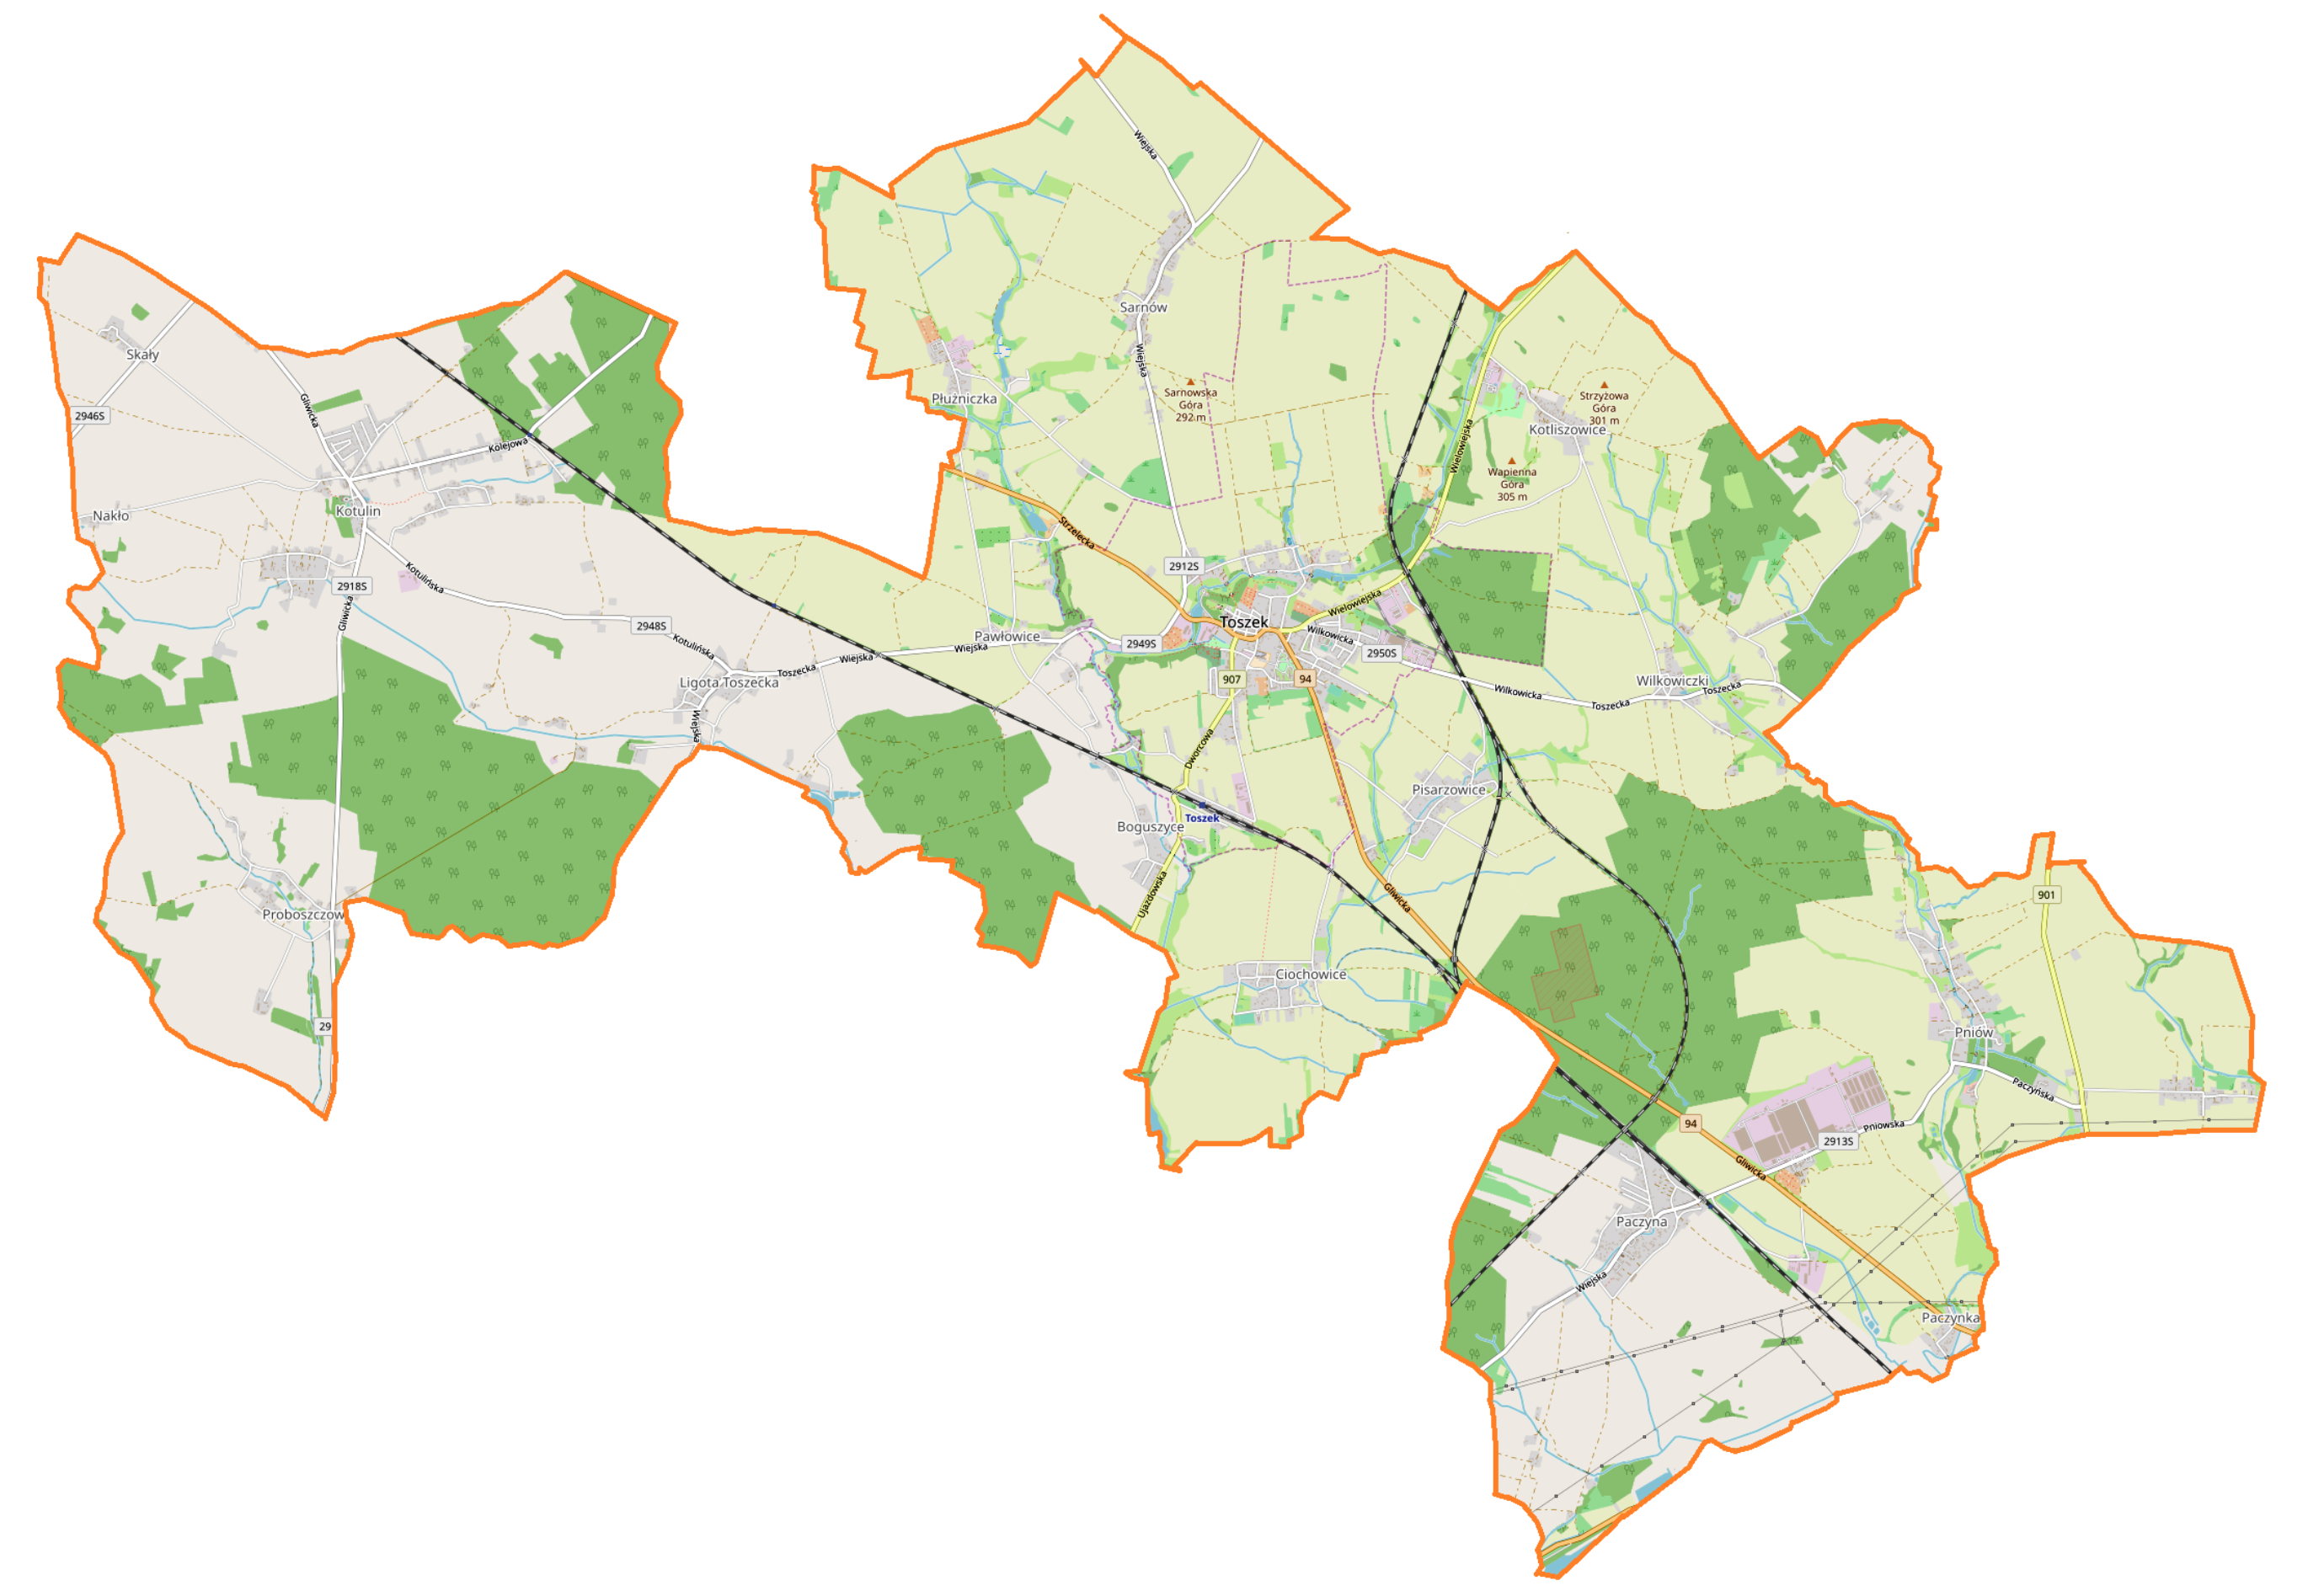 Wiejska
Sarnów
Wiejska
Skały
Gliwicka
2946S
Kolejowa
Płużniczka
Sarnowska
Góra
292 m
Strzyżowa
Góra
301 m
Kotliszowice
Wielowiejska
Wapienna
Góra
305 m
Nakło
Kotulin
Strzelecka
2912S
Kotulińska
2918S
Gliwicka
2948S
Kotulińska
Pawłowice
Wiejska
Wiejska
Toszecka
Ligota Toszecka
Wiejska
2949S
Toszek
Wielowiejska
Wilkowicka
2950S
907
94
Wilkowicka
Toszecka
Wilkowiczki
Toszecka
Dworcowa
Pisarzowice
Toszek
Boguszyce
Ujazdowska
Gliwicka
901
Proboszczow
Ciochowice
29
Pniów
Paczyńska
94
Pniowska
2913S
Gliwicka
Paczyna
Wiejska
Paczynka